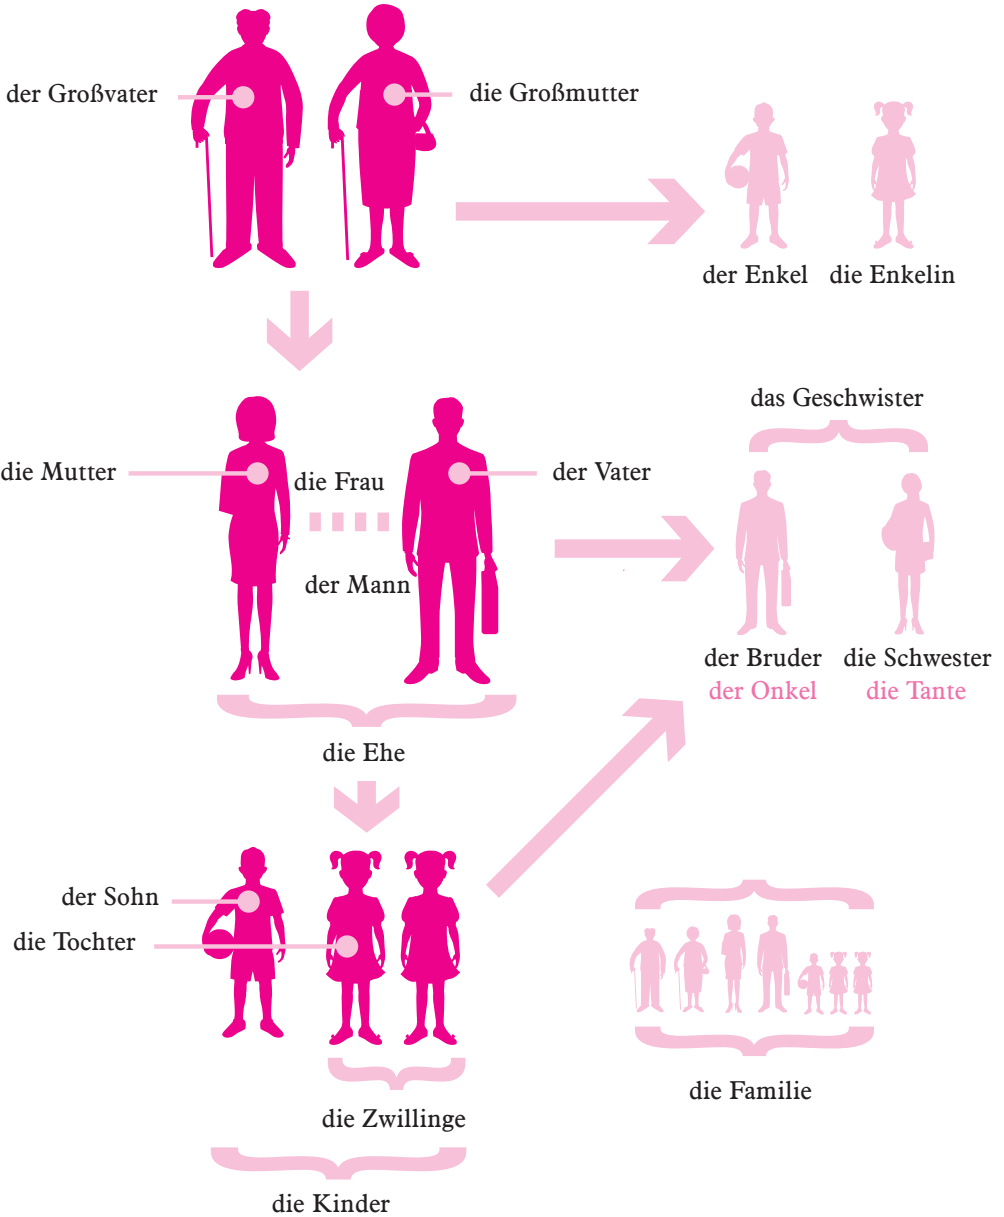 der Großvater
die Großmutter
der Enkel
die Enkelin
das Geschwister
die Mutter
die Frau
der Vater
der Mann
der Bruder
die Schwester
der Onkel
die Tante
die Ehe
der Sohn
die Tochter
die Zwillinge
die Familie
die Kinder